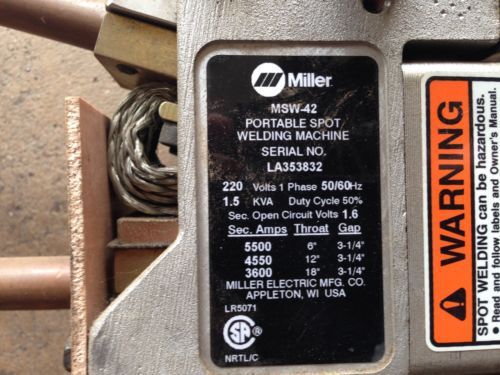 Miller
MSW-42
PORTABLE SPOT
WELDING MACHINE
SERIAL NO.
LA353832
220 Volts 1 Phase 50/60Hz
1.5 KVA Duty Cycle 50%
Sec. Open Circuit Volts 1.6
Sec. Amps Throat Gap
5500 6" 3-1/4"
4550 12" 3-1/4"
3600 18" 3-1/4"
MILLER ELECTRIC MFG. CO.
APPLETON, WI USA
LR5071
SA
NRTL/C
WARNING
SPOT WELDING can be hazardous.
• Read and follow labels and Owner's Manual.